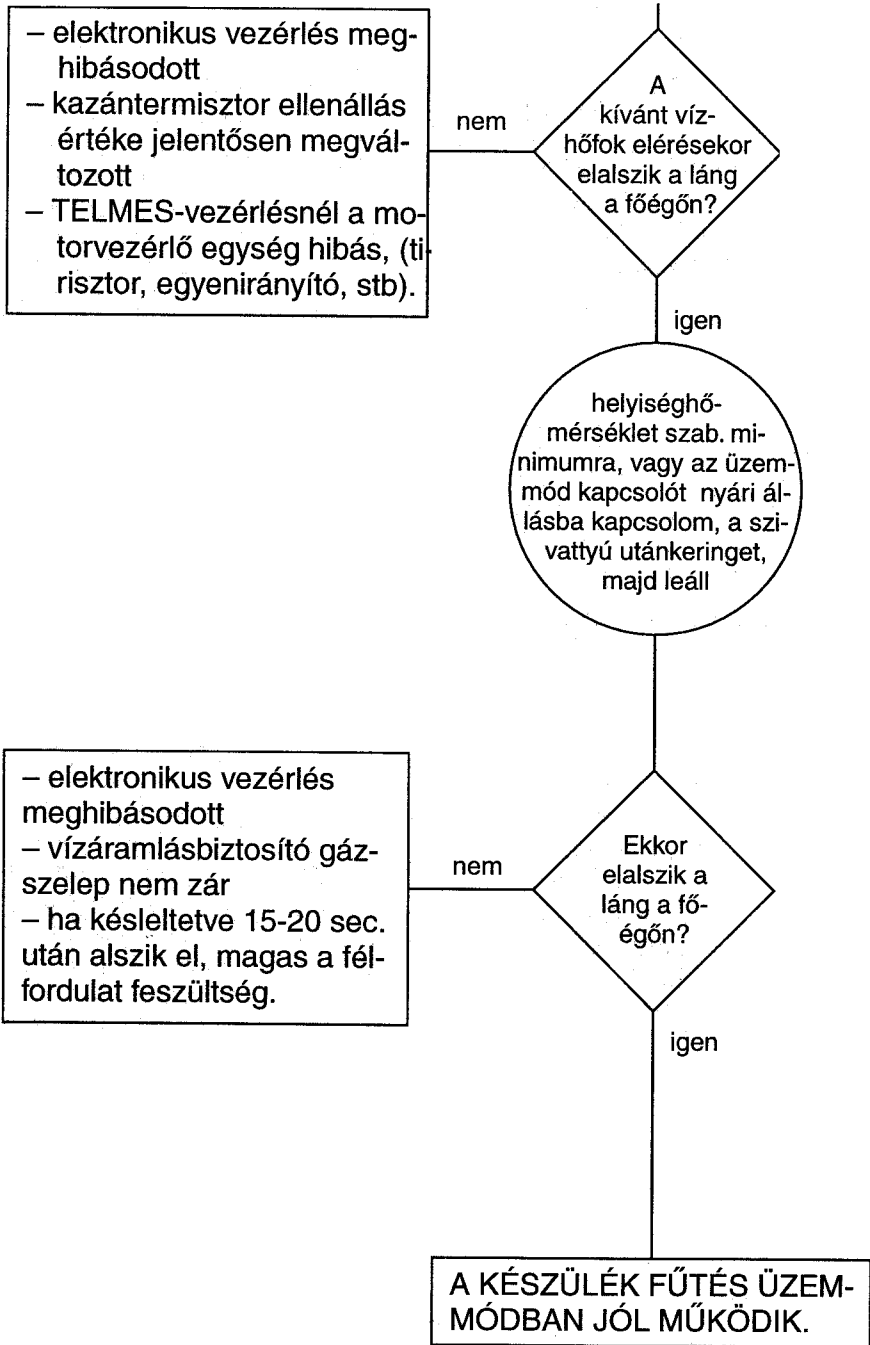 – elektronikus vezérlés meg-
hibásodott
– kazántermisztor ellenállás
értéke jelentősen megvál-
tozott
– TELMES-vezérlésnél a mo-
torvezérlő egység hibás, (ti-
risztor, egyenirányító, stb).
nem
A
kívánt víz-
hőfok elérésekor
elalszik a láng
a főégőn?
igen
helyiséghő-
mérséklet szab. mi-
nimumra, vagy az üzem-
mód kapcsolót nyári ál-
lásba kapcsolom, a szi-
vattyú utánkeringet,
majd leáll
– elektronikus vezérlés
meghibásodott
– vízáramlásbiztosító gáz-
szelep nem zár
– ha késleltetve 15-20 sec.
után alszik el, magas a fél-
fordulat feszültség.
nem
Ekkor
elalszik a
láng a fő-
égőn?
igen
A KÉSZÜLÉK FŰTÉS ÜZEM-
MÓDBAN JÓL MŰKÖDIK.